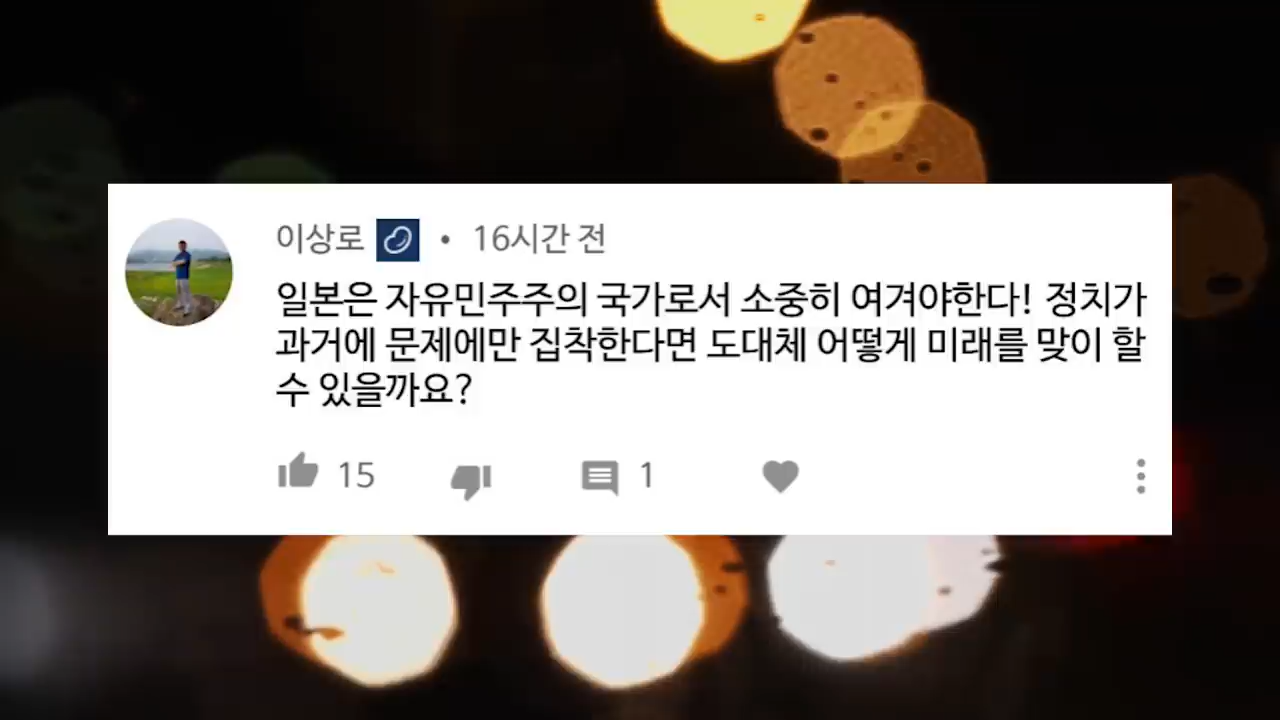 이상로 • 16시간 전
일본은 자유민주주의 국가로서 소중히 여겨야한다! 정치가
과거에 문제에만 집착한다면 도대체 어떻게 미래를 맞이 할
수 있을까요?
15 1